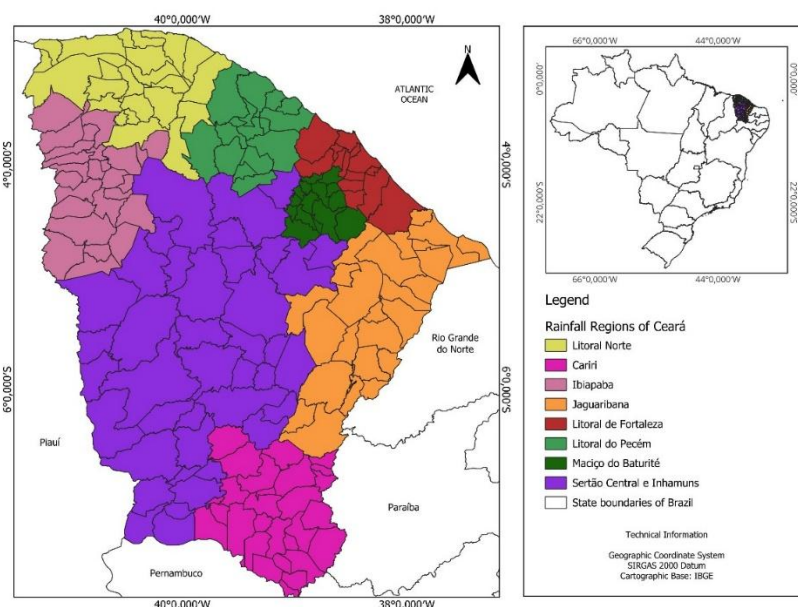 40°0,000'W
38°0,000'W
N
ATLANTIC
OCEAN
4°0,000'S
4°0,000'S
6°0,000'S
6°0,000'S
Rio Grande
do Norte
Piauí
Paraíba
Pernambuco
40°0,000'W
38°0,000'W
66°0,000'W
44°0,000'W
0°0,000'
0°0,000'
22°0,000'S
22°0,000'S
66°0,000'W
44°0,000'W
Legend
Rainfall Regions of Ceará
Litoral Norte
Cariri
Ibiapaba
Jaguaribana
Litoral de Fortaleza
Litoral do Pecém
Maciço do Baturité
Sertão Central e Inhamuns
State boundaries of Brazil
Technical Information
Geographic Coordinate System
SIRGAS 2000 Datum
Cartographic Base: IBGE